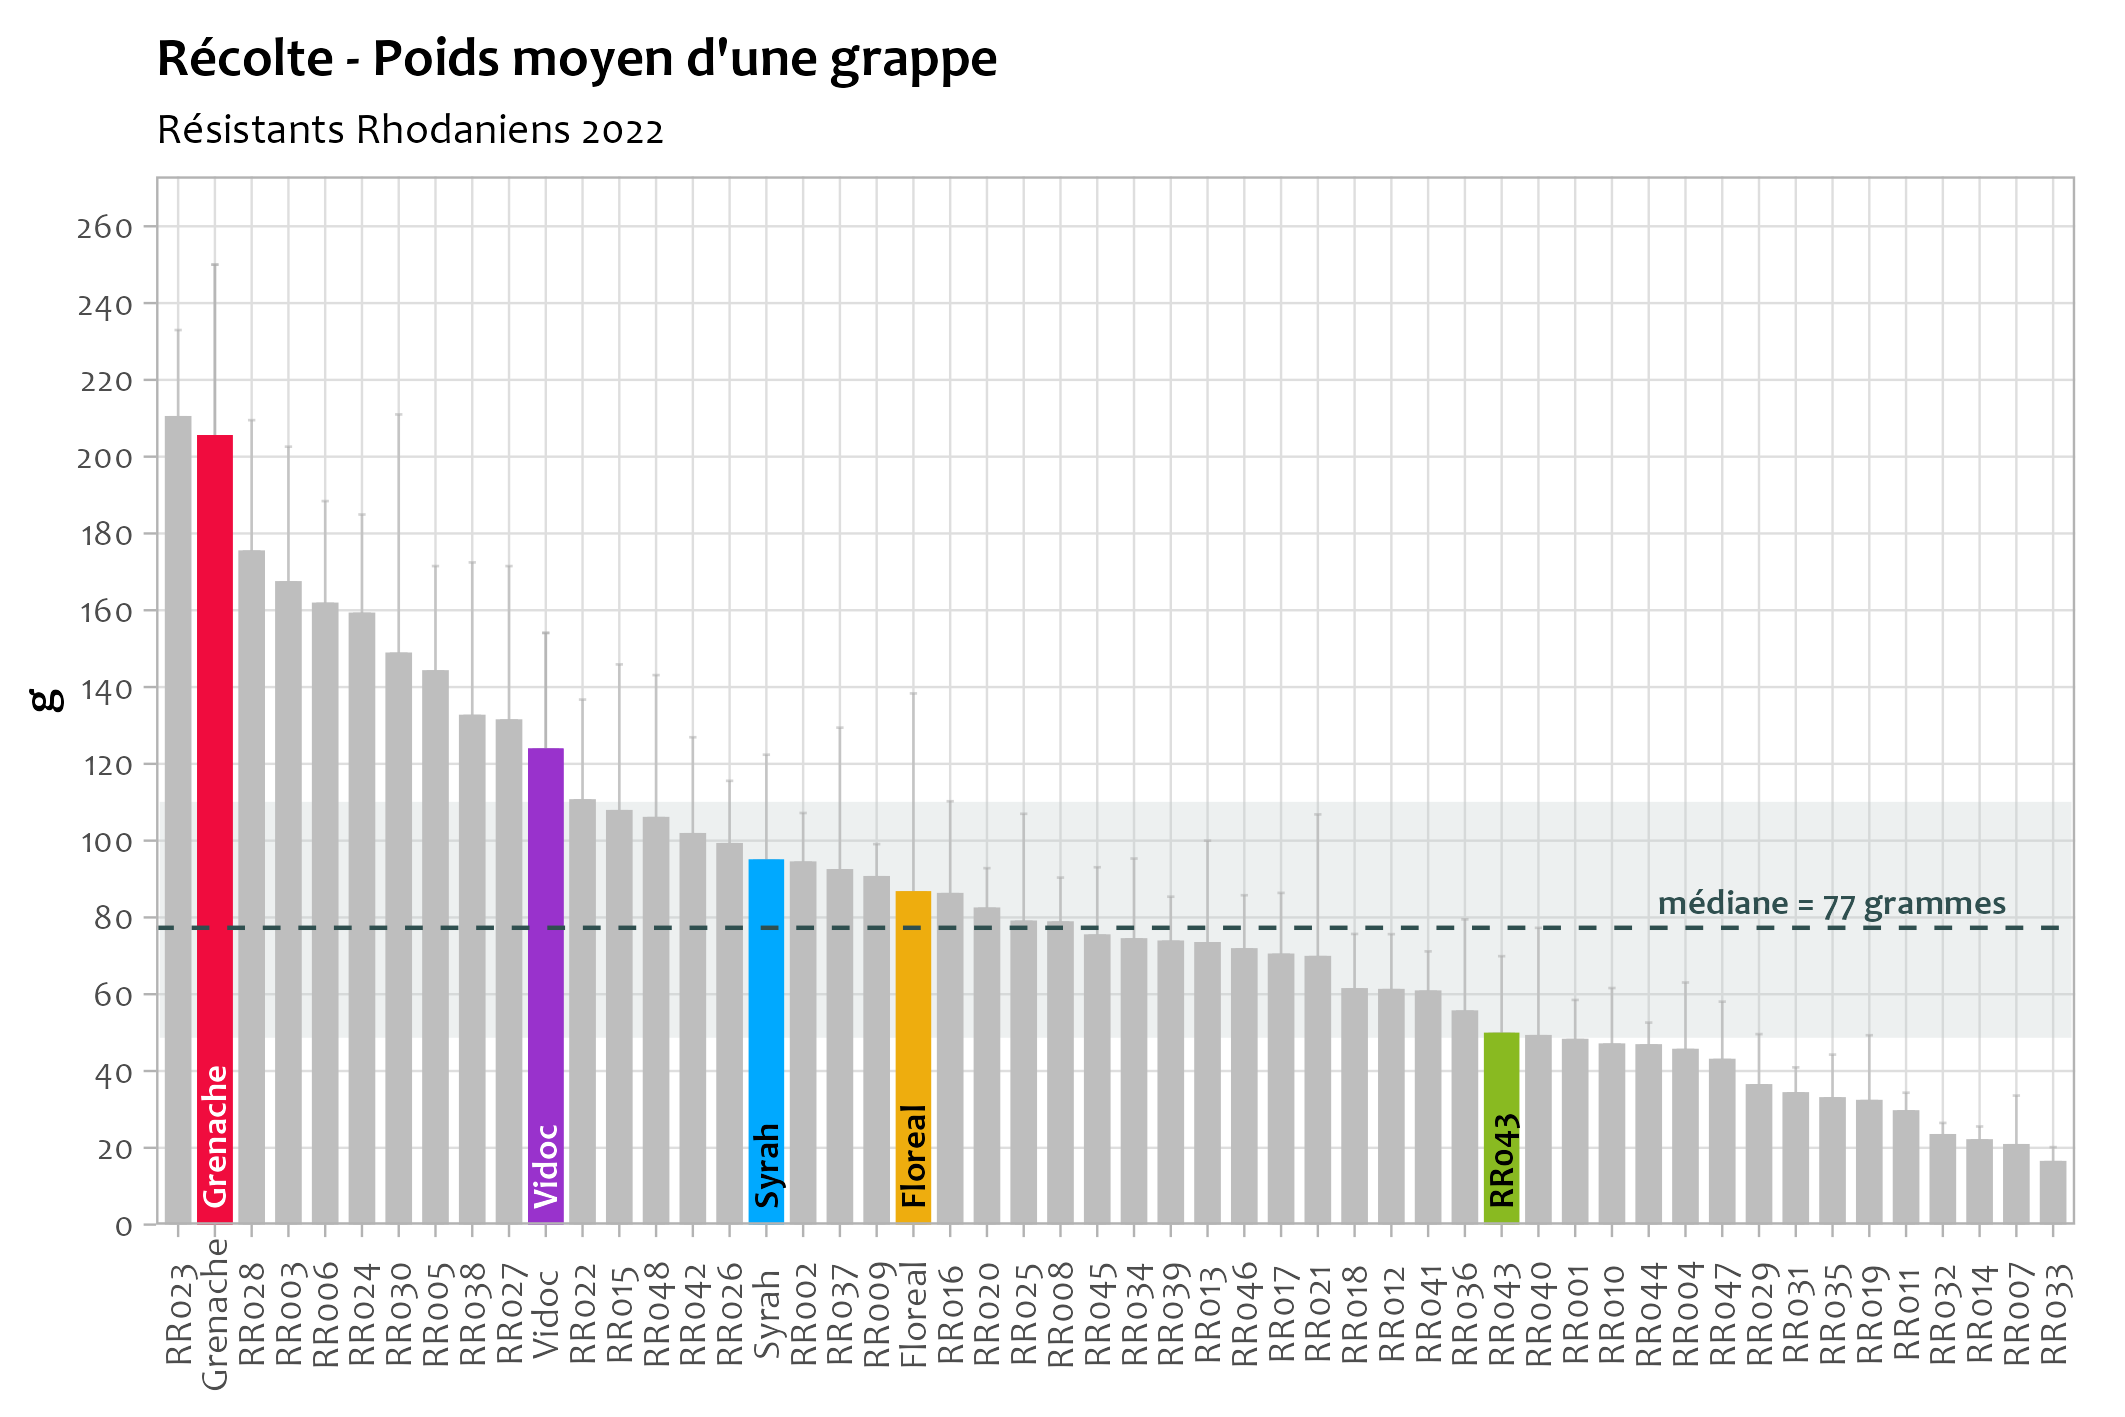 Récolte - Poids moyen d'une grappe
Résistants Rhodaniens 2022
g
260
240
220
200
180
160
140
120
100
80
60
40
20
0
médiane = 77 grammes
Grenache
Vidoc
Syrah
Floreal
RR043
RR023
Grenache
RR028
RR003
RR006
RR024
RR030
RR005
RR038
RR027
Vidoc
RR022
RR015
RR048
RR042
RR026
Syrah
RR002
RR037
RR009
Floreal
RR016
RR020
RR025
RR008
RR045
RR034
RR039
RR013
RR046
RR017
RR021
RR018
RR012
RR041
RR036
RR043
RR040
RR001
RR010
RR044
RR004
RR047
RR029
RR031
RR035
RR019
RR011
RR032
RR014
RR007
RR033